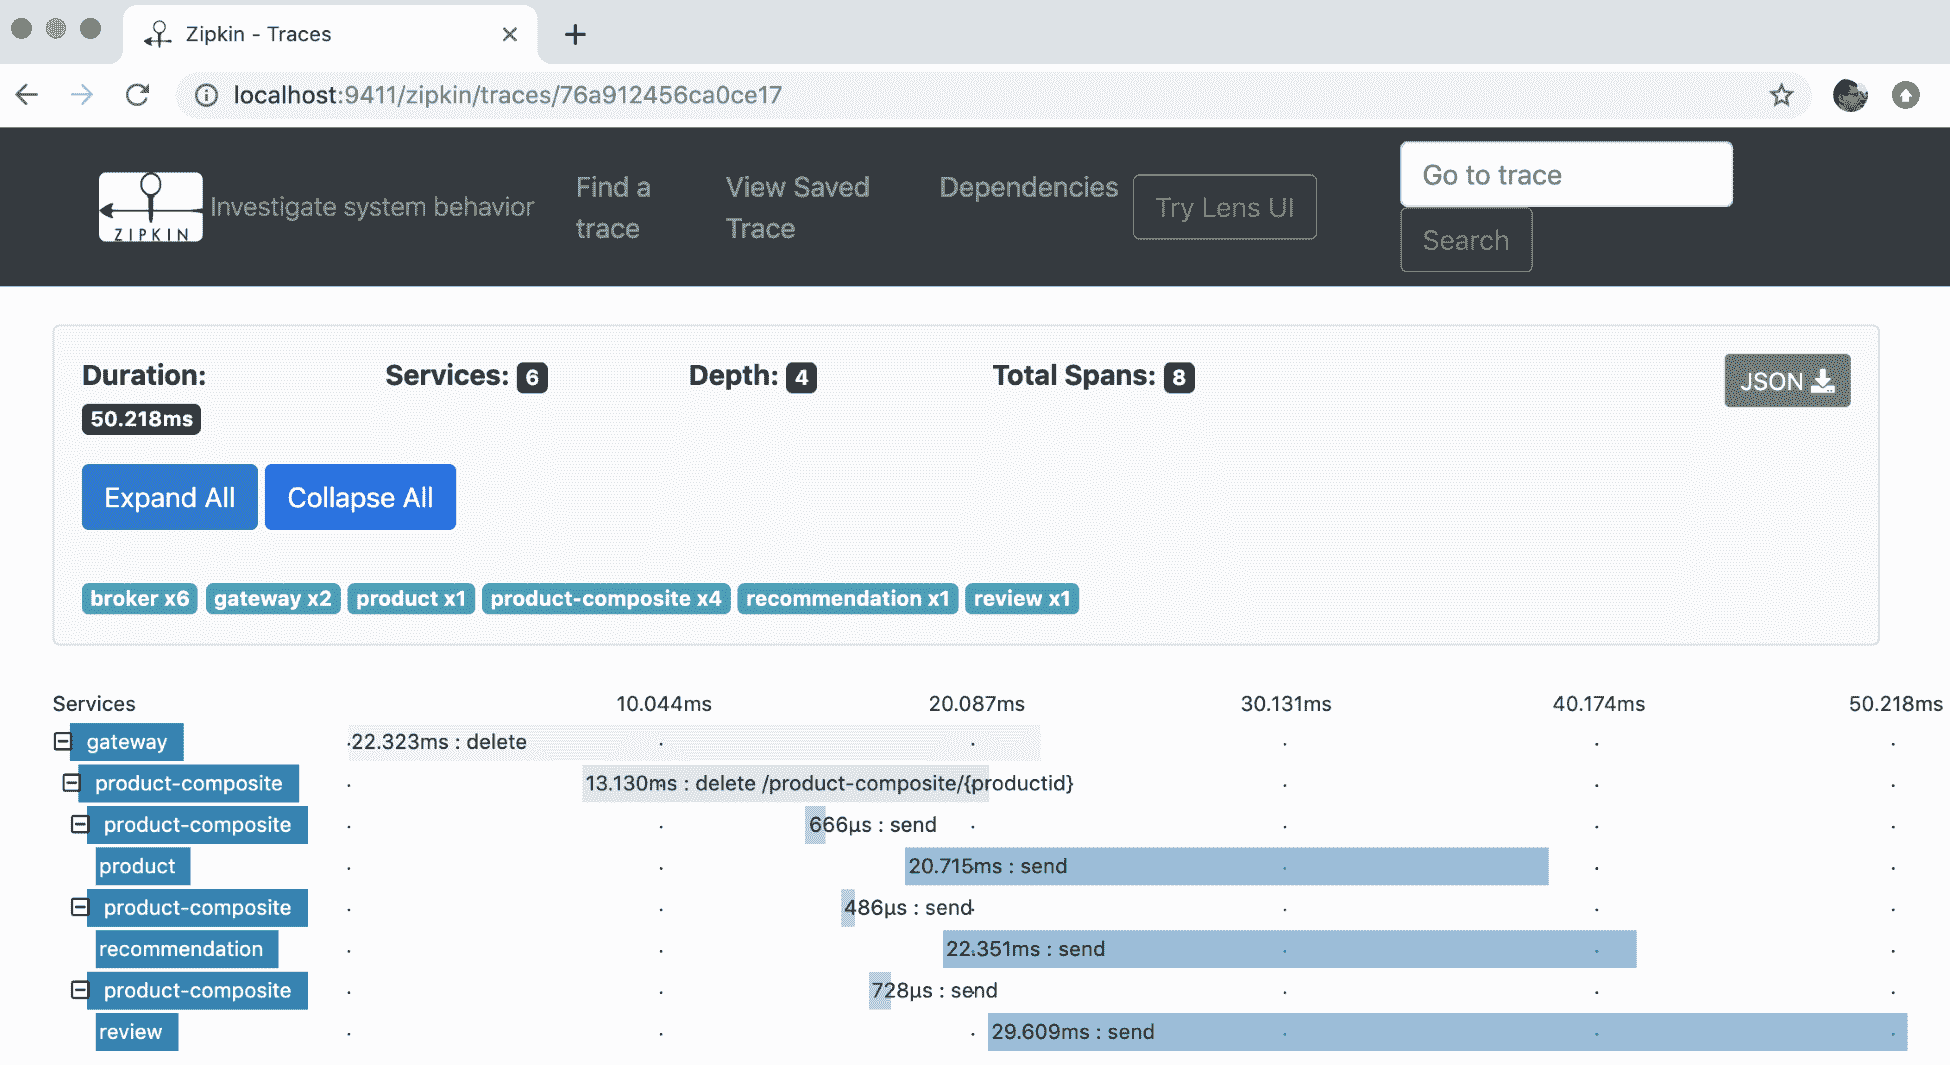 Zipkin - Traces
localhost:9411/zipkin/traces/76a912456ca0ce17
ZIPKIN
Investigate system behavior
Find a trace
View Saved Trace
Dependencies
Try Lens UI
Go to trace
Search
Duration: 50.218ms
Services: 6
Depth: 4
Total Spans: 8
JSON
Expand All
Collapse All
broker x6 gateway x2 product x1 product-composite x4 recommendation x1 review x1
Services 10.044ms 20.087ms 30.131ms 40.174ms 50.218ms
gateway 22.323ms : delete
product-composite 13.130ms : delete /product-composite/{productid}
product-composite 666µs : send
product 20.715ms : send
product-composite 486µs : send
recommendation 22.351ms : send
product-composite 728µs : send
review 29.609ms : send